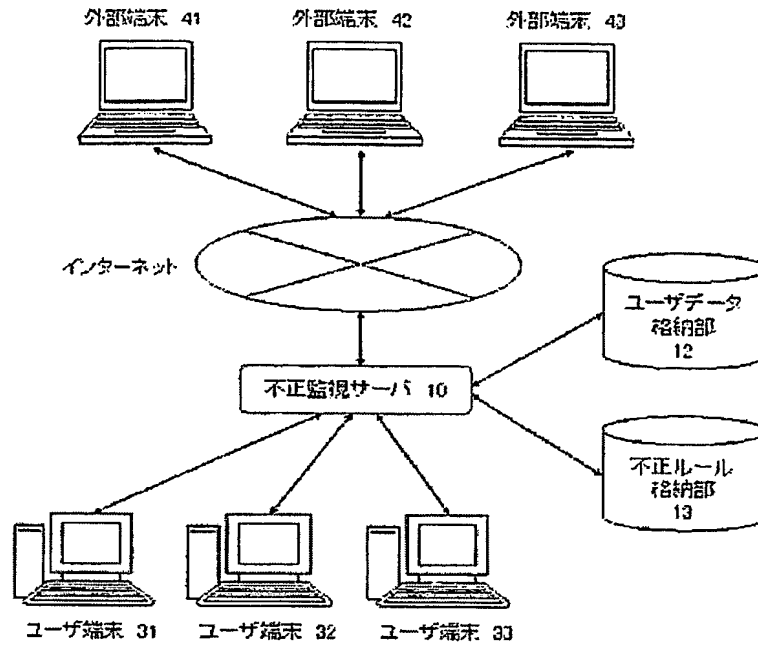 外部端末 41
外部端末 42
外部端末 43
インターネット
ユーザデータ
格納部
12
不正監視サーバ 10
不正ルール
格納部
13
ユーザ端末 31
ユーザ端末 32
ユーザ端末 33